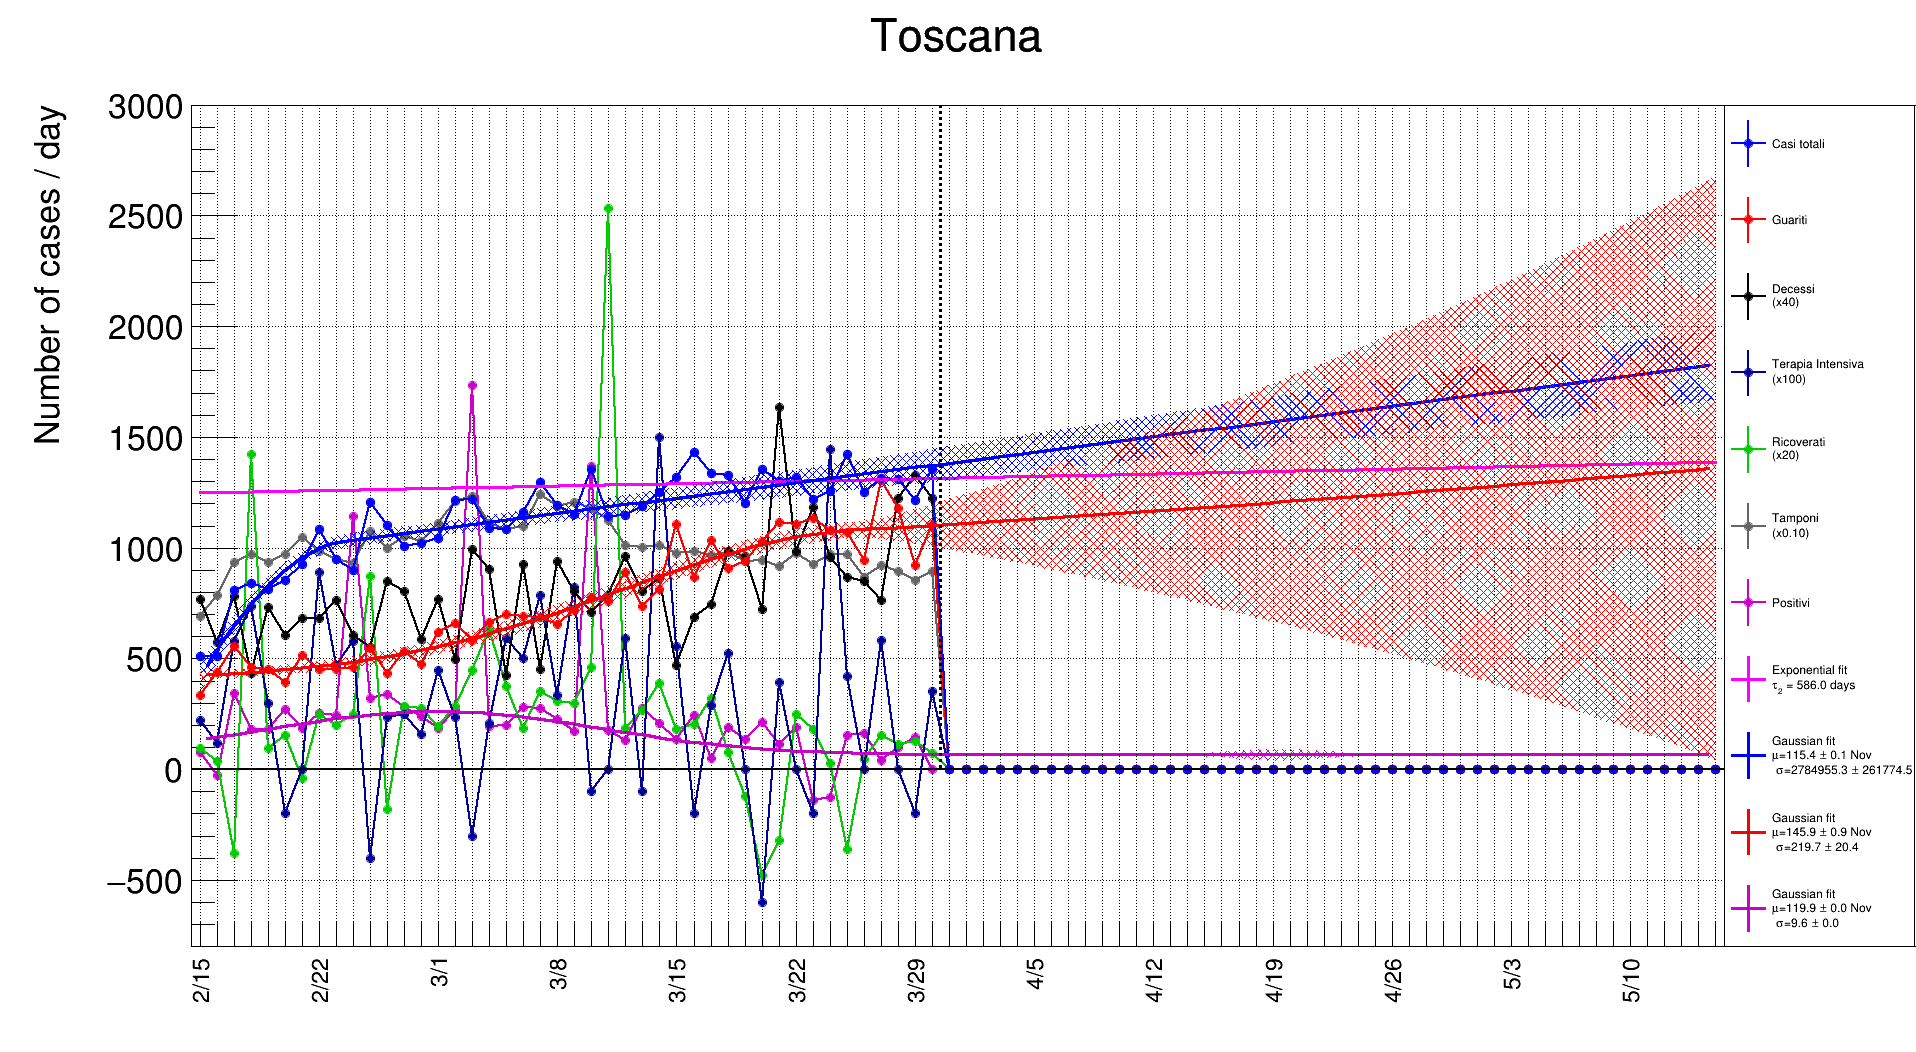 Toscana
Number of cases / day
3000
2500
2000
1500
1000
500
0
−500
2/15
2/22
3/1
3/8
3/15
3/22
3/29
4/5
4/12
4/19
4/26
5/3
5/10
Casi totali
Guariti
Decessi
(x40)
Terapia Intensiva
(x100)
Ricoverati
(x20)
Tamponi
(x0.10)
Positivi
Exponential fit
τ₂ = 586.0 days
Gaussian fit
μ=115.4 ± 0.1 Nov
σ=2784955.3 ± 261774.5
Gaussian fit
μ=145.9 ± 0.9 Nov
σ=219.7 ± 20.4
Gaussian fit
μ=119.9 ± 0.0 Nov
σ=9.6 ± 0.0